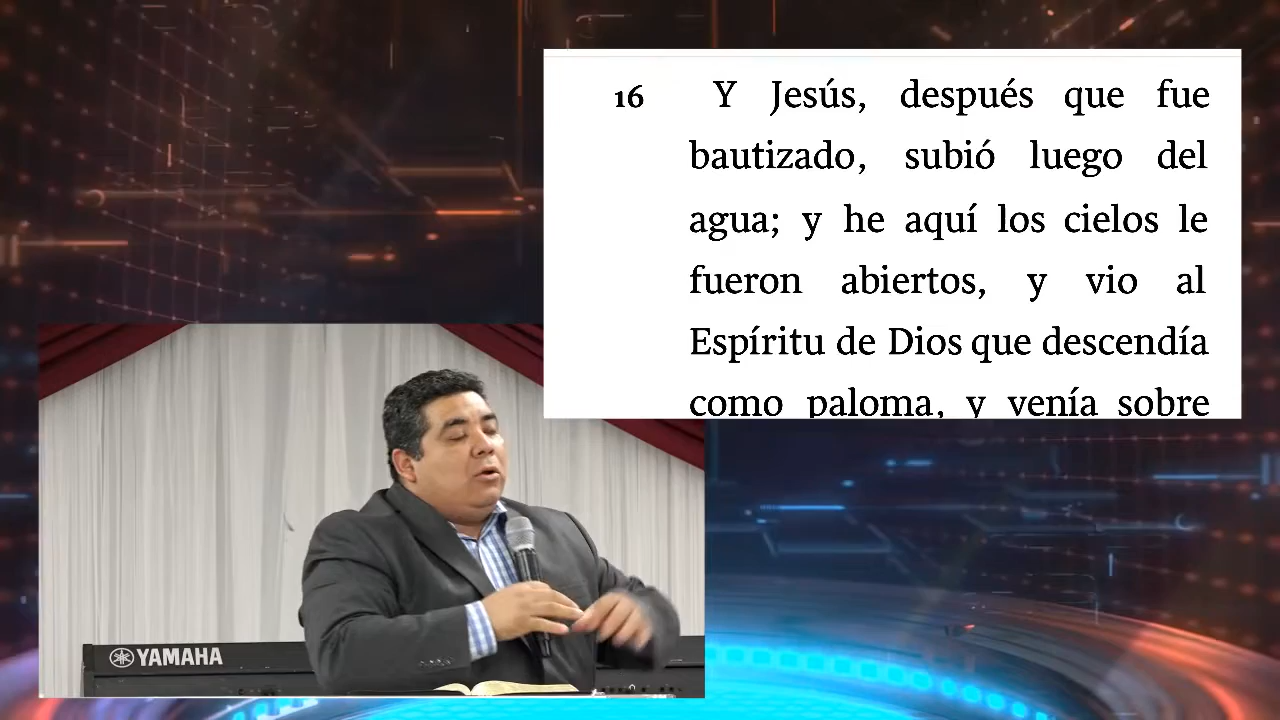 16 Y Jesús, después que fue
bautizado, subió luego del
agua; y he aquí los cielos le
fueron abiertos, y vio al
Espíritu de Dios que descendía
como paloma, y venía sobre
YAMAHA